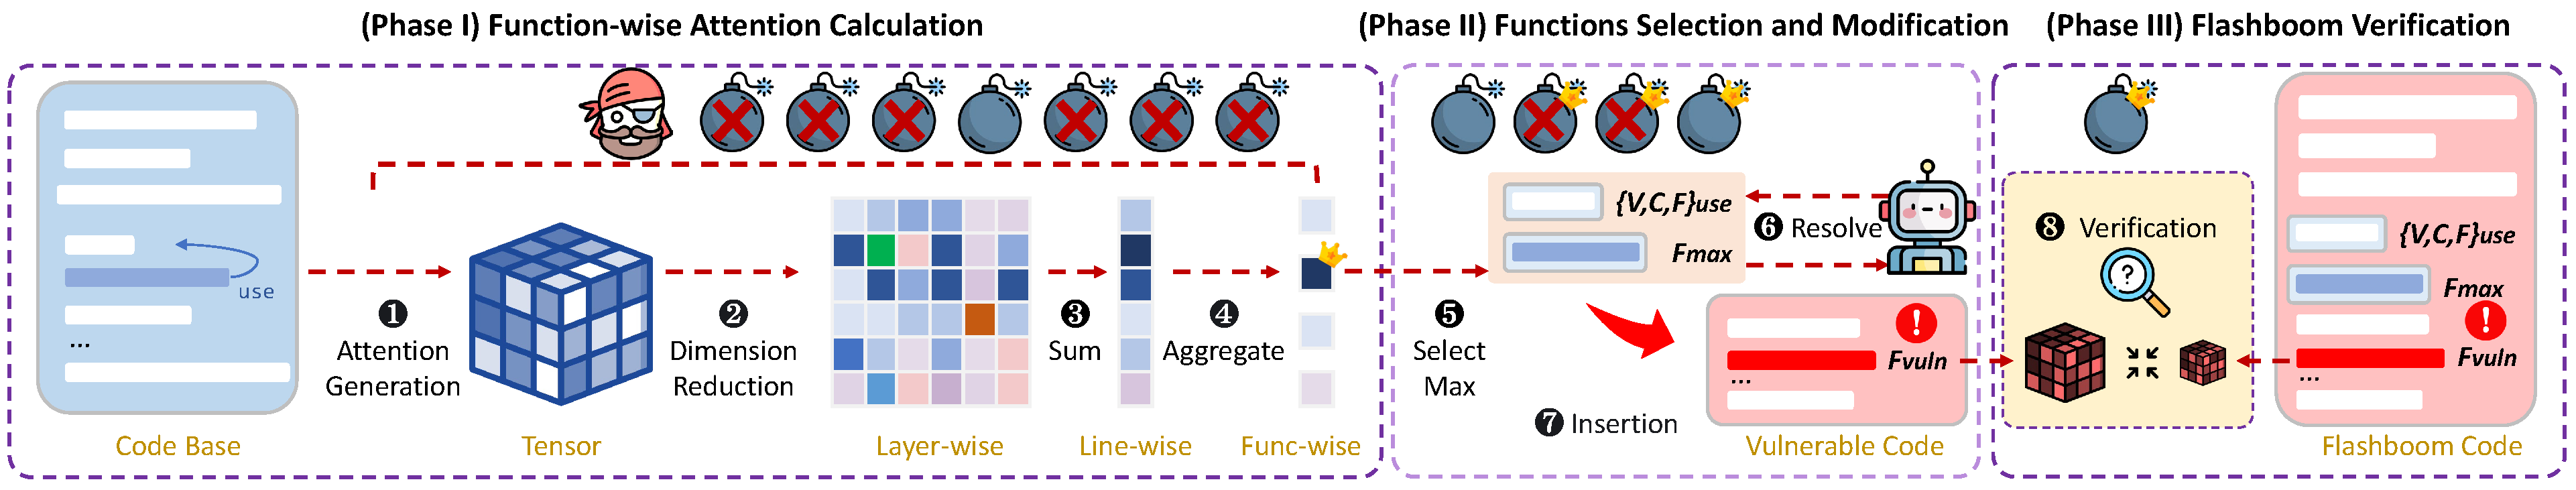 (Phase I) Function-wise Attention Calculation
use
...
Code Base
❶
Attention
Generation
Tensor
❷
Dimension
Reduction
Layer-wise
❸
Sum
Line-wise
❹
Aggregate
Func-wise
(Phase II) Functions Selection and Modification
❺
Select
Max
{V,C,F}use
Fmax
❻ Resolve
❼ Insertion
!
Fvuln
...
Vulnerable Code
(Phase III) Flashboom Verification
❽ Verification
?
{V,C,F}use
Fmax
!
Fvuln
...
Flashboom Code